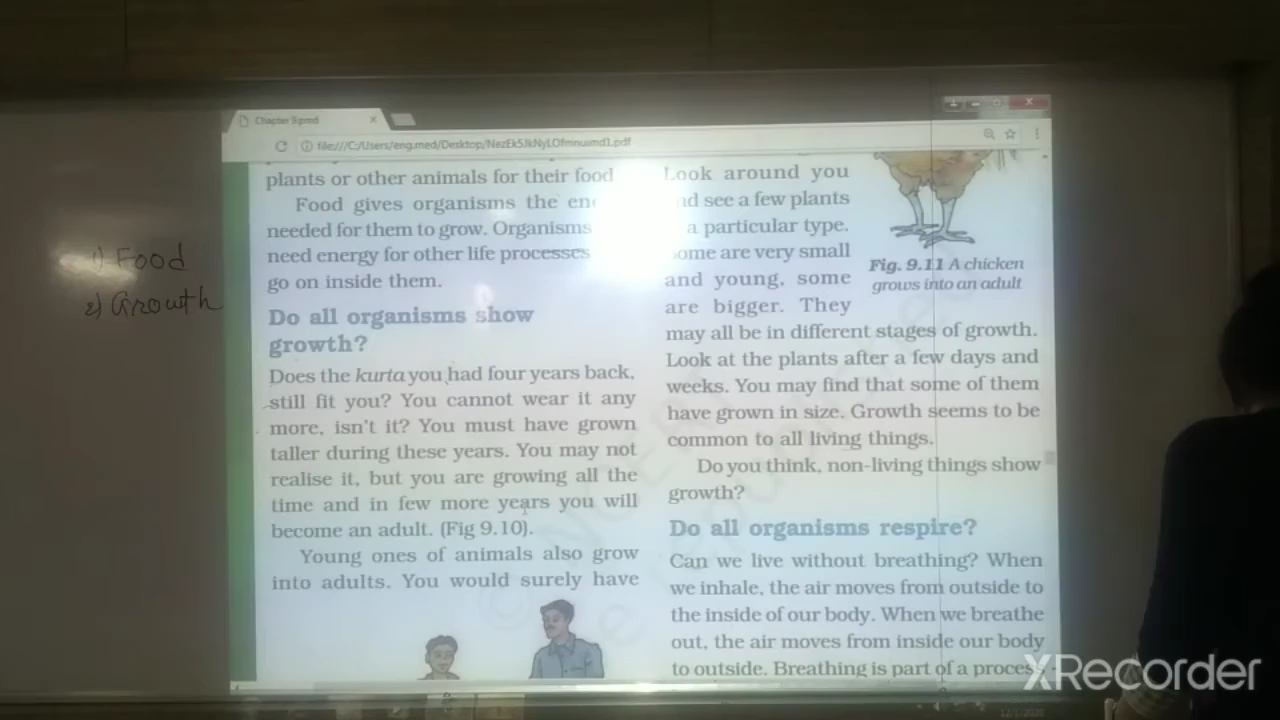 Chapter 9.pmd
file:///C:/Users/eng.med/Desktop/NezEk5JkNyLOfmnuimd1.pdf
1) Food
2) Growth
plants or other animals for their food
Food gives organisms the
needed for them to grow. Organisms
need energy for other life processes
go on inside them.
Do all organisms show
growth?
Does the kurta you had four years back,
still fit you? You cannot wear it any
more, isn't it? You must have grown
taller during these years. You may not
realise it, but you are growing all the
time and in few more years you will
become an adult. (Fig 9.10).
Young ones of animals also grow
into adults. You would surely have
Look around you
see a few plants
a particular type.
are very small
and young, some
are bigger. They
may all be in different stages of growth.
Look at the plants after a few days and
weeks. You may find that some of them
have grown in size. Growth seems to be
common to all living things.
Do you think, non-living things show
growth?
Do all organisms respire?
Can we live without breathing? When
we inhale, the air moves from outside to
the inside of our body. When we breathe
out, the air moves from inside our body
to outside. Breathing is part of a process
Fig. 9.11 A chicken
grows into an adult
XRecorder